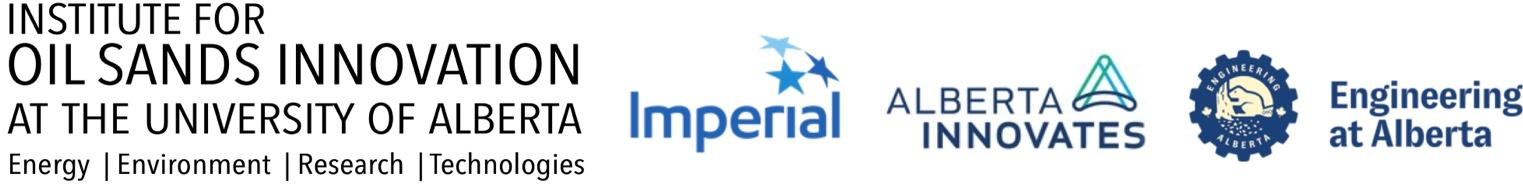 INSTITUTE FOR
OIL SANDS INNOVATION
AT THE UNIVERSITY OF ALBERTA
Energy | Environment | Research | Technologies
Imperial
ALBERTA
INNOVATES
ENGINEERING
ALBERTA
Engineering
at Alberta